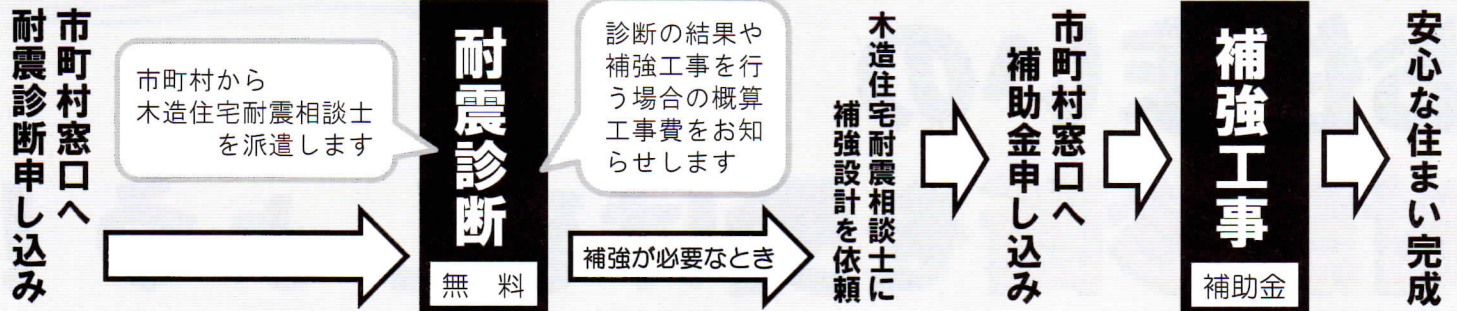 市町村窓口へ
耐震診断申し込み
市町村から
木造住宅耐震相談士
を派遣します
耐震診断
無 料
診断の結果や
補強工事を行
う場合の概算
工事費をお知
らせします
補強が必要なとき
木造住宅耐震相談士に
補強設計を依頼
市町村窓口へ
補助金申し込み
補強工事
補助金
安心な住まい完成